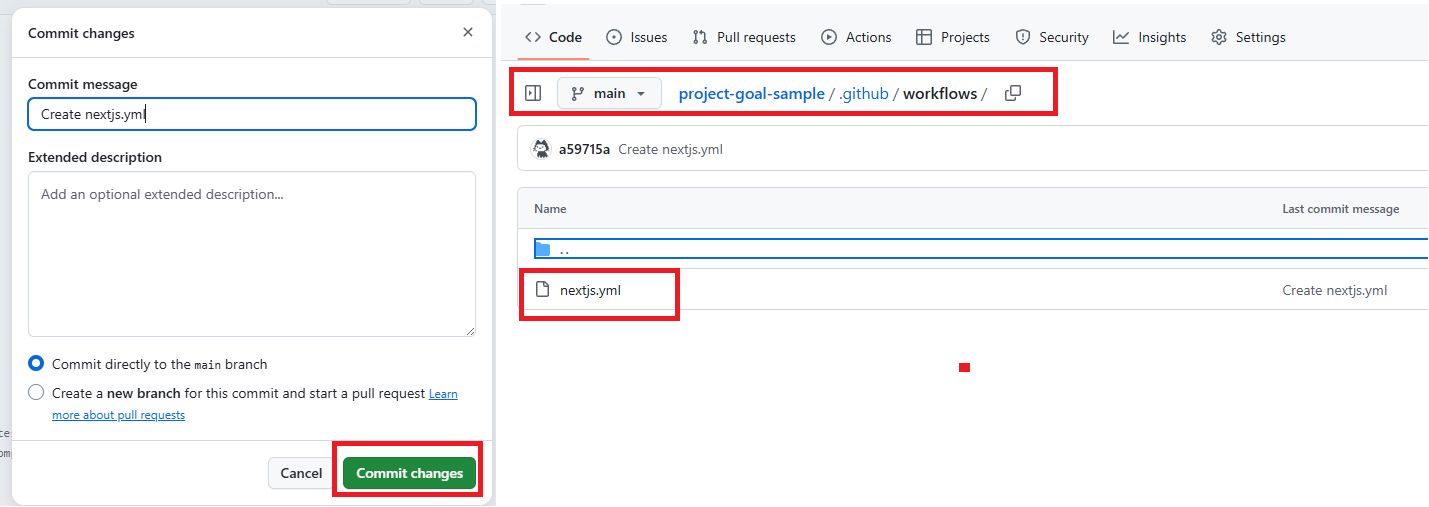 Commit changes
Commit message
Create nextjs.yml
Extended description
Add an optional extended description...
Commit directly to the main branch
Create a new branch for this commit and start a pull request Learn
more about pull requests
Cancel
Commit changes
Code
Issues
Pull requests
Actions
Projects
Security
Insights
Settings
main
project-goal-sample / .github / workflows /
a59715a Create nextjs.yml
Name
Last commit message
..
nextjs.yml
Create nextjs.yml